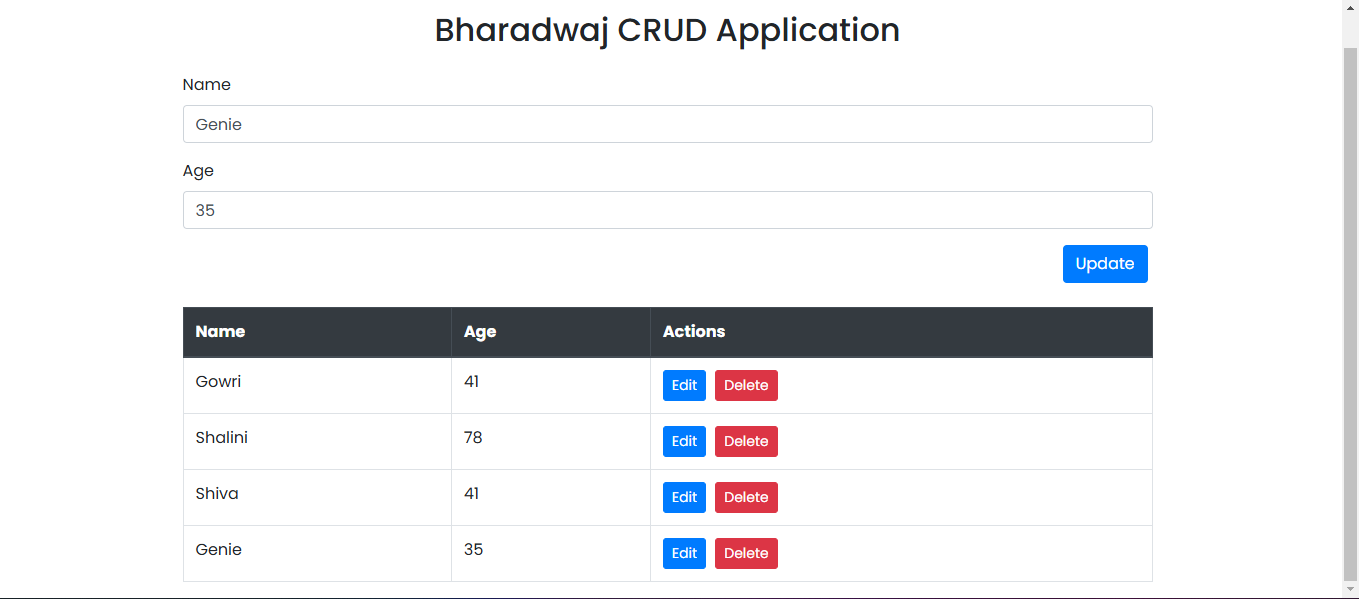 Bharadwaj CRUD Application
Name
Genie
Age
35
Update
Name Age Actions
Gowri 41 Edit Delete
Shalini 78 Edit Delete
Shiva 41 Edit Delete
Genie 35 Edit Delete